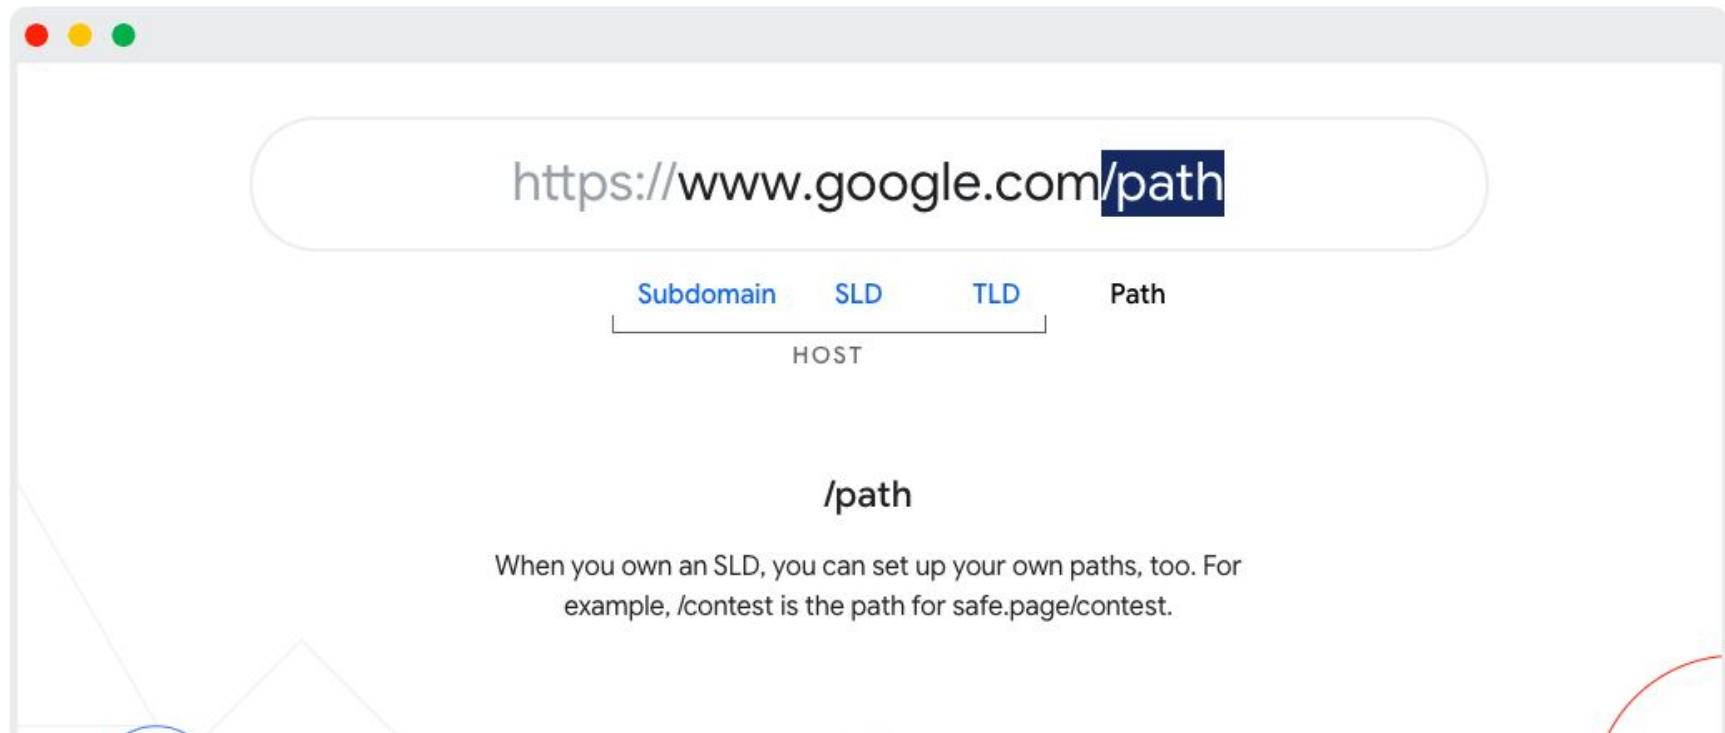 https://www.google.com/path
Subdomain SLD TLD Path
HOST
/path
When you own an SLD, you can set up your own paths, too. For
example, /contest is the path for safe.page/contest.